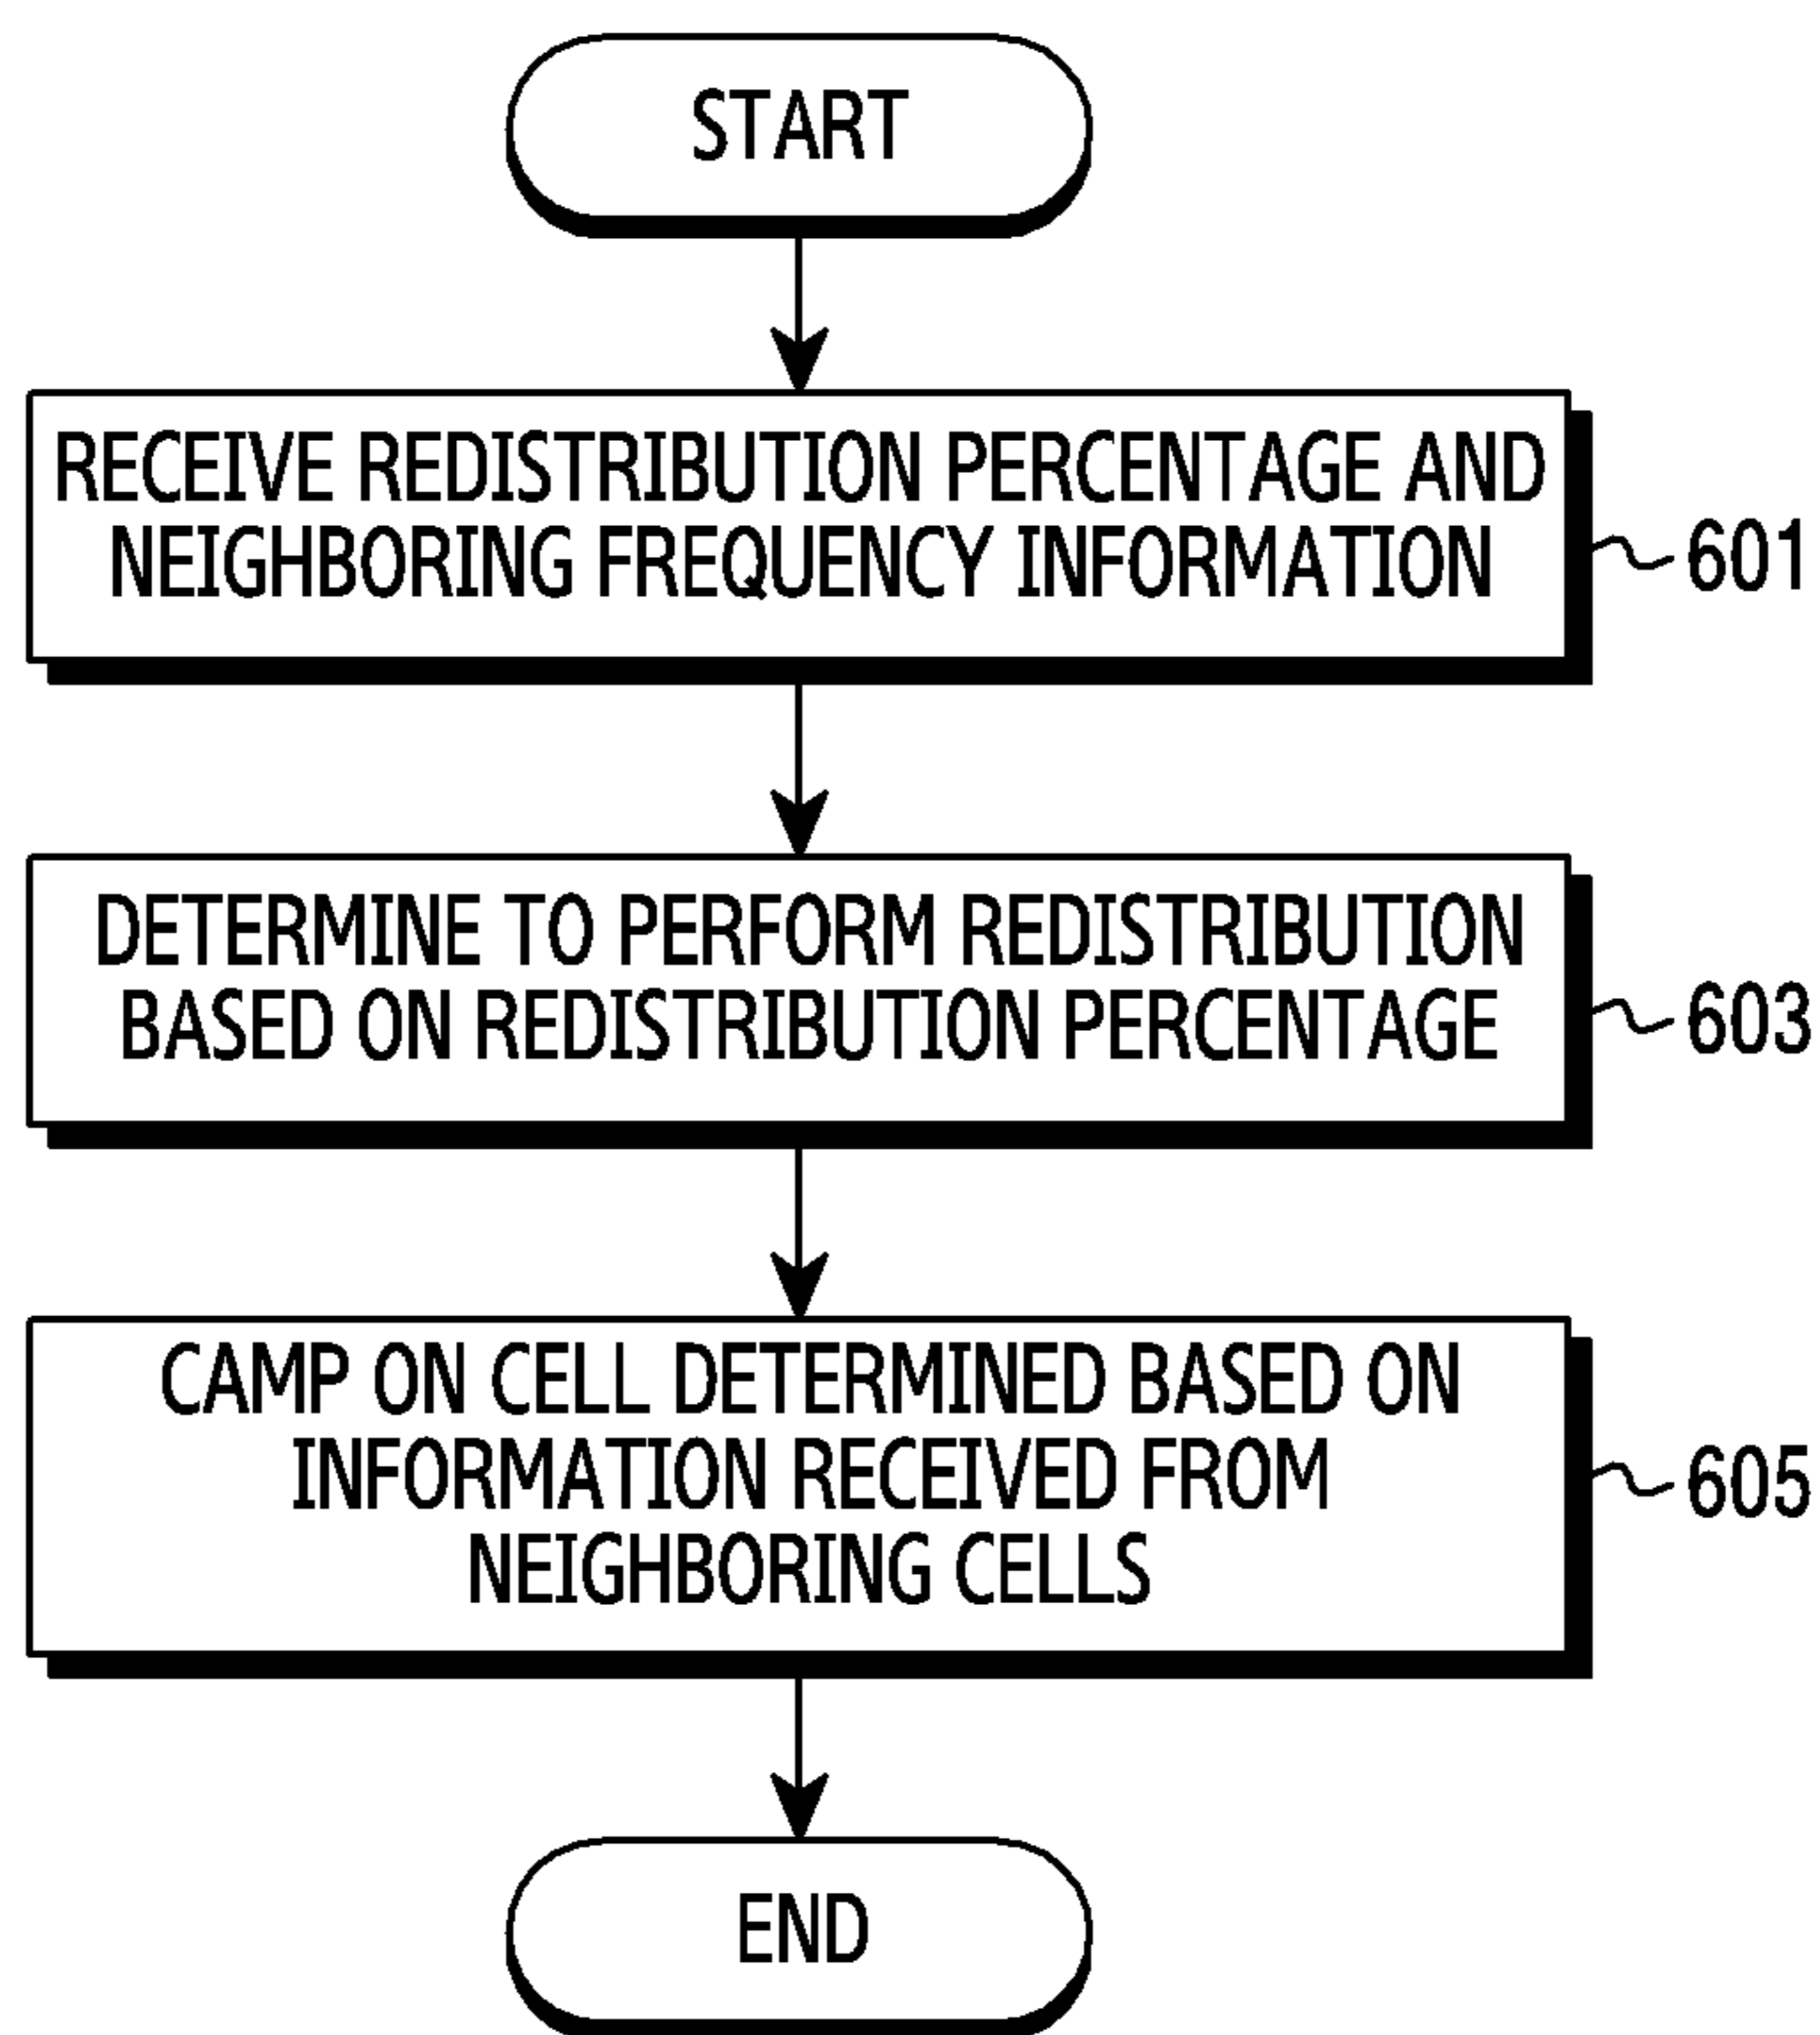 START
RECEIVE REDISTRIBUTION PERCENTAGE AND
NEIGHBORING FREQUENCY INFORMATION
601
DETERMINE TO PERFORM REDISTRIBUTION
BASED ON REDISTRIBUTION PERCENTAGE
603
CAMP ON CELL DETERMINED BASED ON
INFORMATION RECEIVED FROM
NEIGHBORING CELLS
605
END